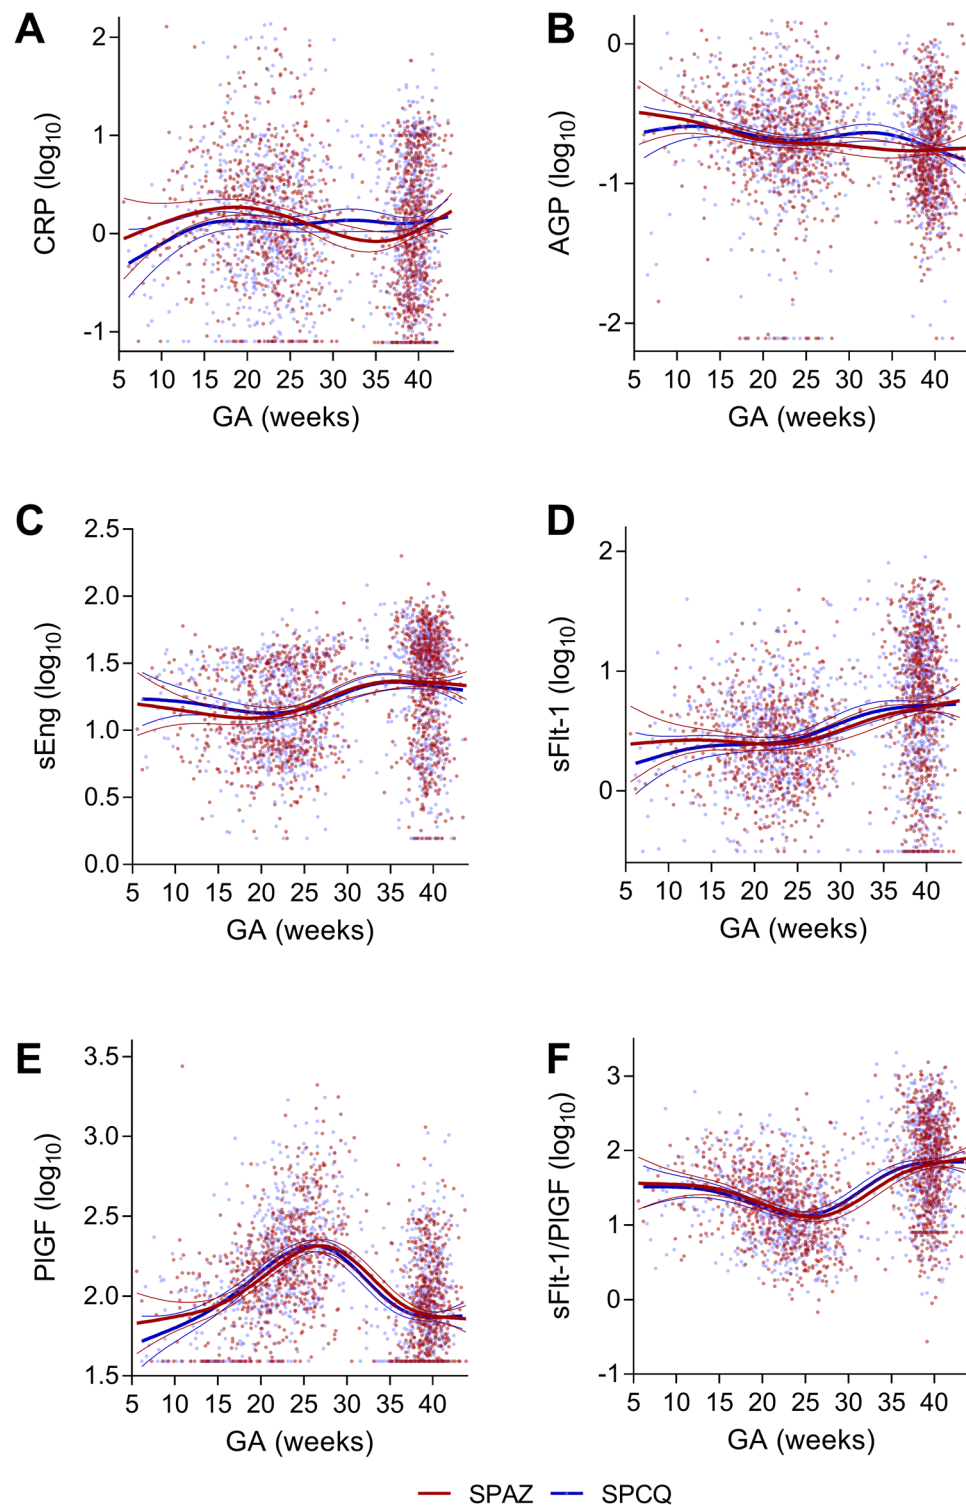 A
B
2
1
0
-1
CRP (log10)
5 10 15 20 25 30 35 40
GA (weeks)
0
-1
-2
AGP (log10)
5 10 15 20 25 30 35 40
GA (weeks)
C
D
2.5
2.0
1.5
1.0
0.5
0.0
sEng (log10)
5 10 15 20 25 30 35 40
GA (weeks)
2
1
0
sFlt-1 (log10)
5 10 15 20 25 30 35 40
GA (weeks)
E
F
3.5
3.0
2.5
2.0
1.5
PlGF (log10)
5 10 15 20 25 30 35 40
GA (weeks)
3
2
1
0
-1
sFlt-1/PlGF (log10)
5 10 15 20 25 30 35 40
GA (weeks)
SPAZ SPCQ